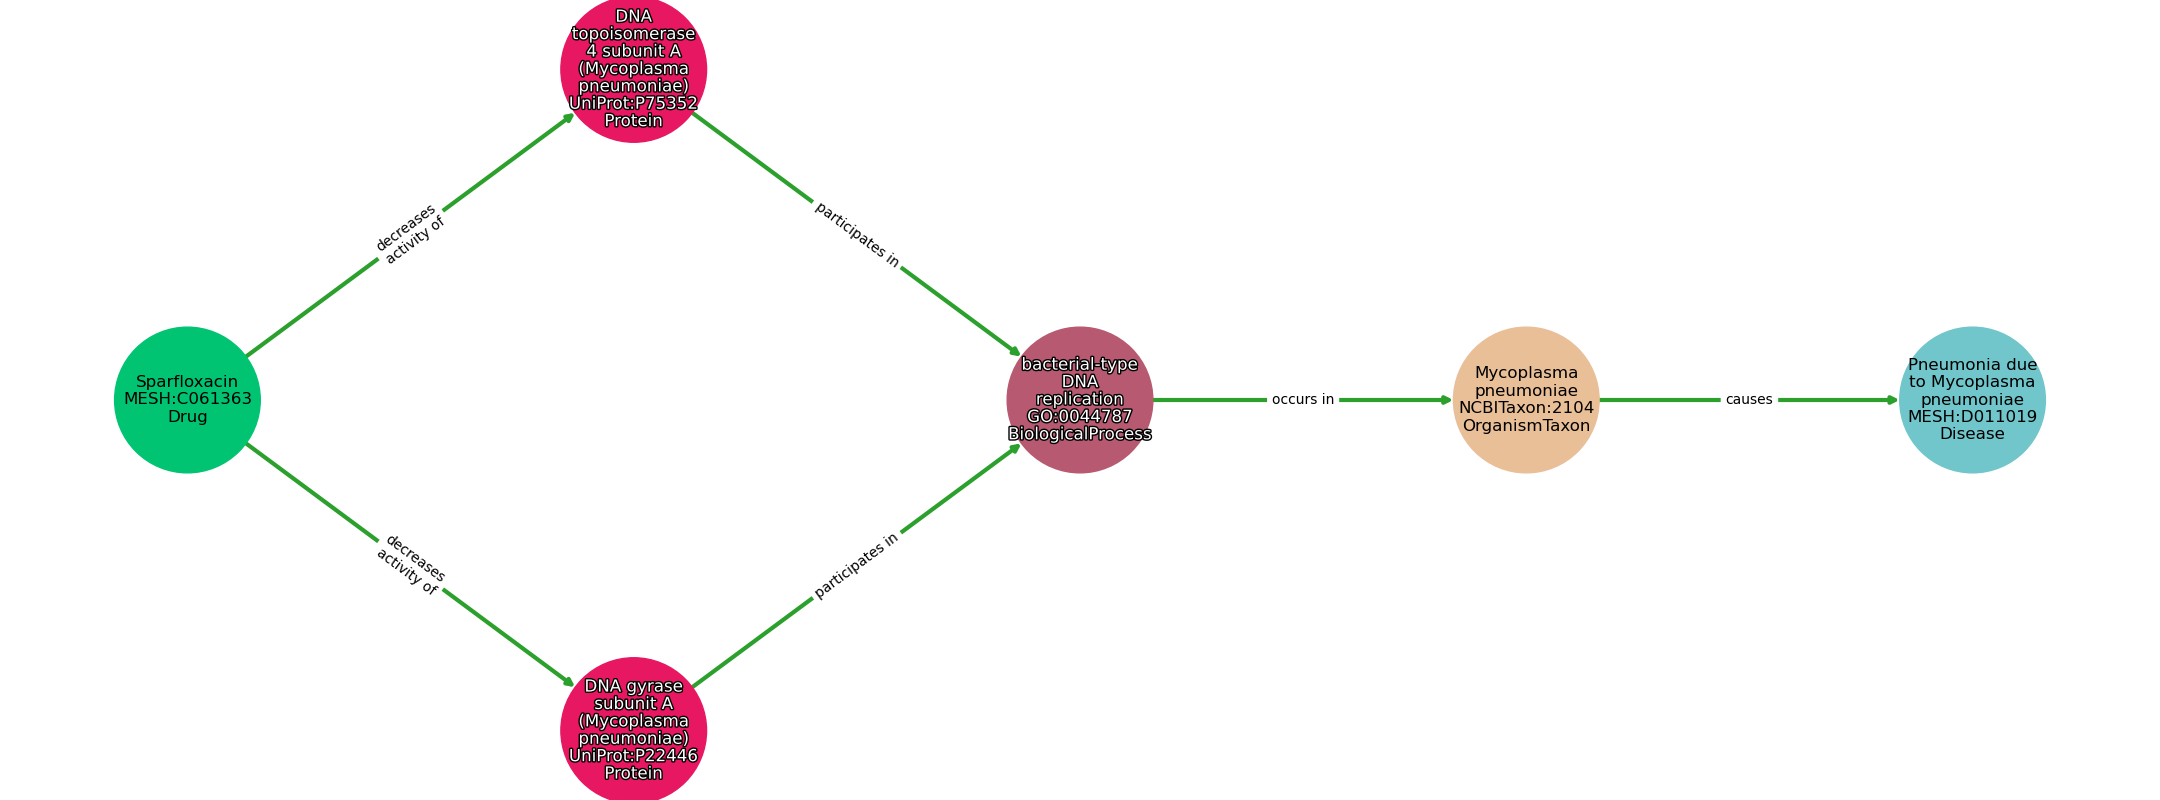 DNA
topoisomerase
4 subunit A
(Mycoplasma
pneumoniae)
UniProt:P75352
Protein
decreases
activity of
participates in
Sparfloxacin
MESH:C061363
Drug
bacterial-type
DNA
replication
GO:0044787
BiologicalProcess
occurs in
Mycoplasma
pneumoniae
NCBITaxon:2104
OrganismTaxon
causes
Pneumonia due
to Mycoplasma
pneumoniae
MESH:D011019
Disease
decreases
activity of
participates in
DNA gyrase
subunit A
(Mycoplasma
pneumoniae)
UniProt:P22446
Protein